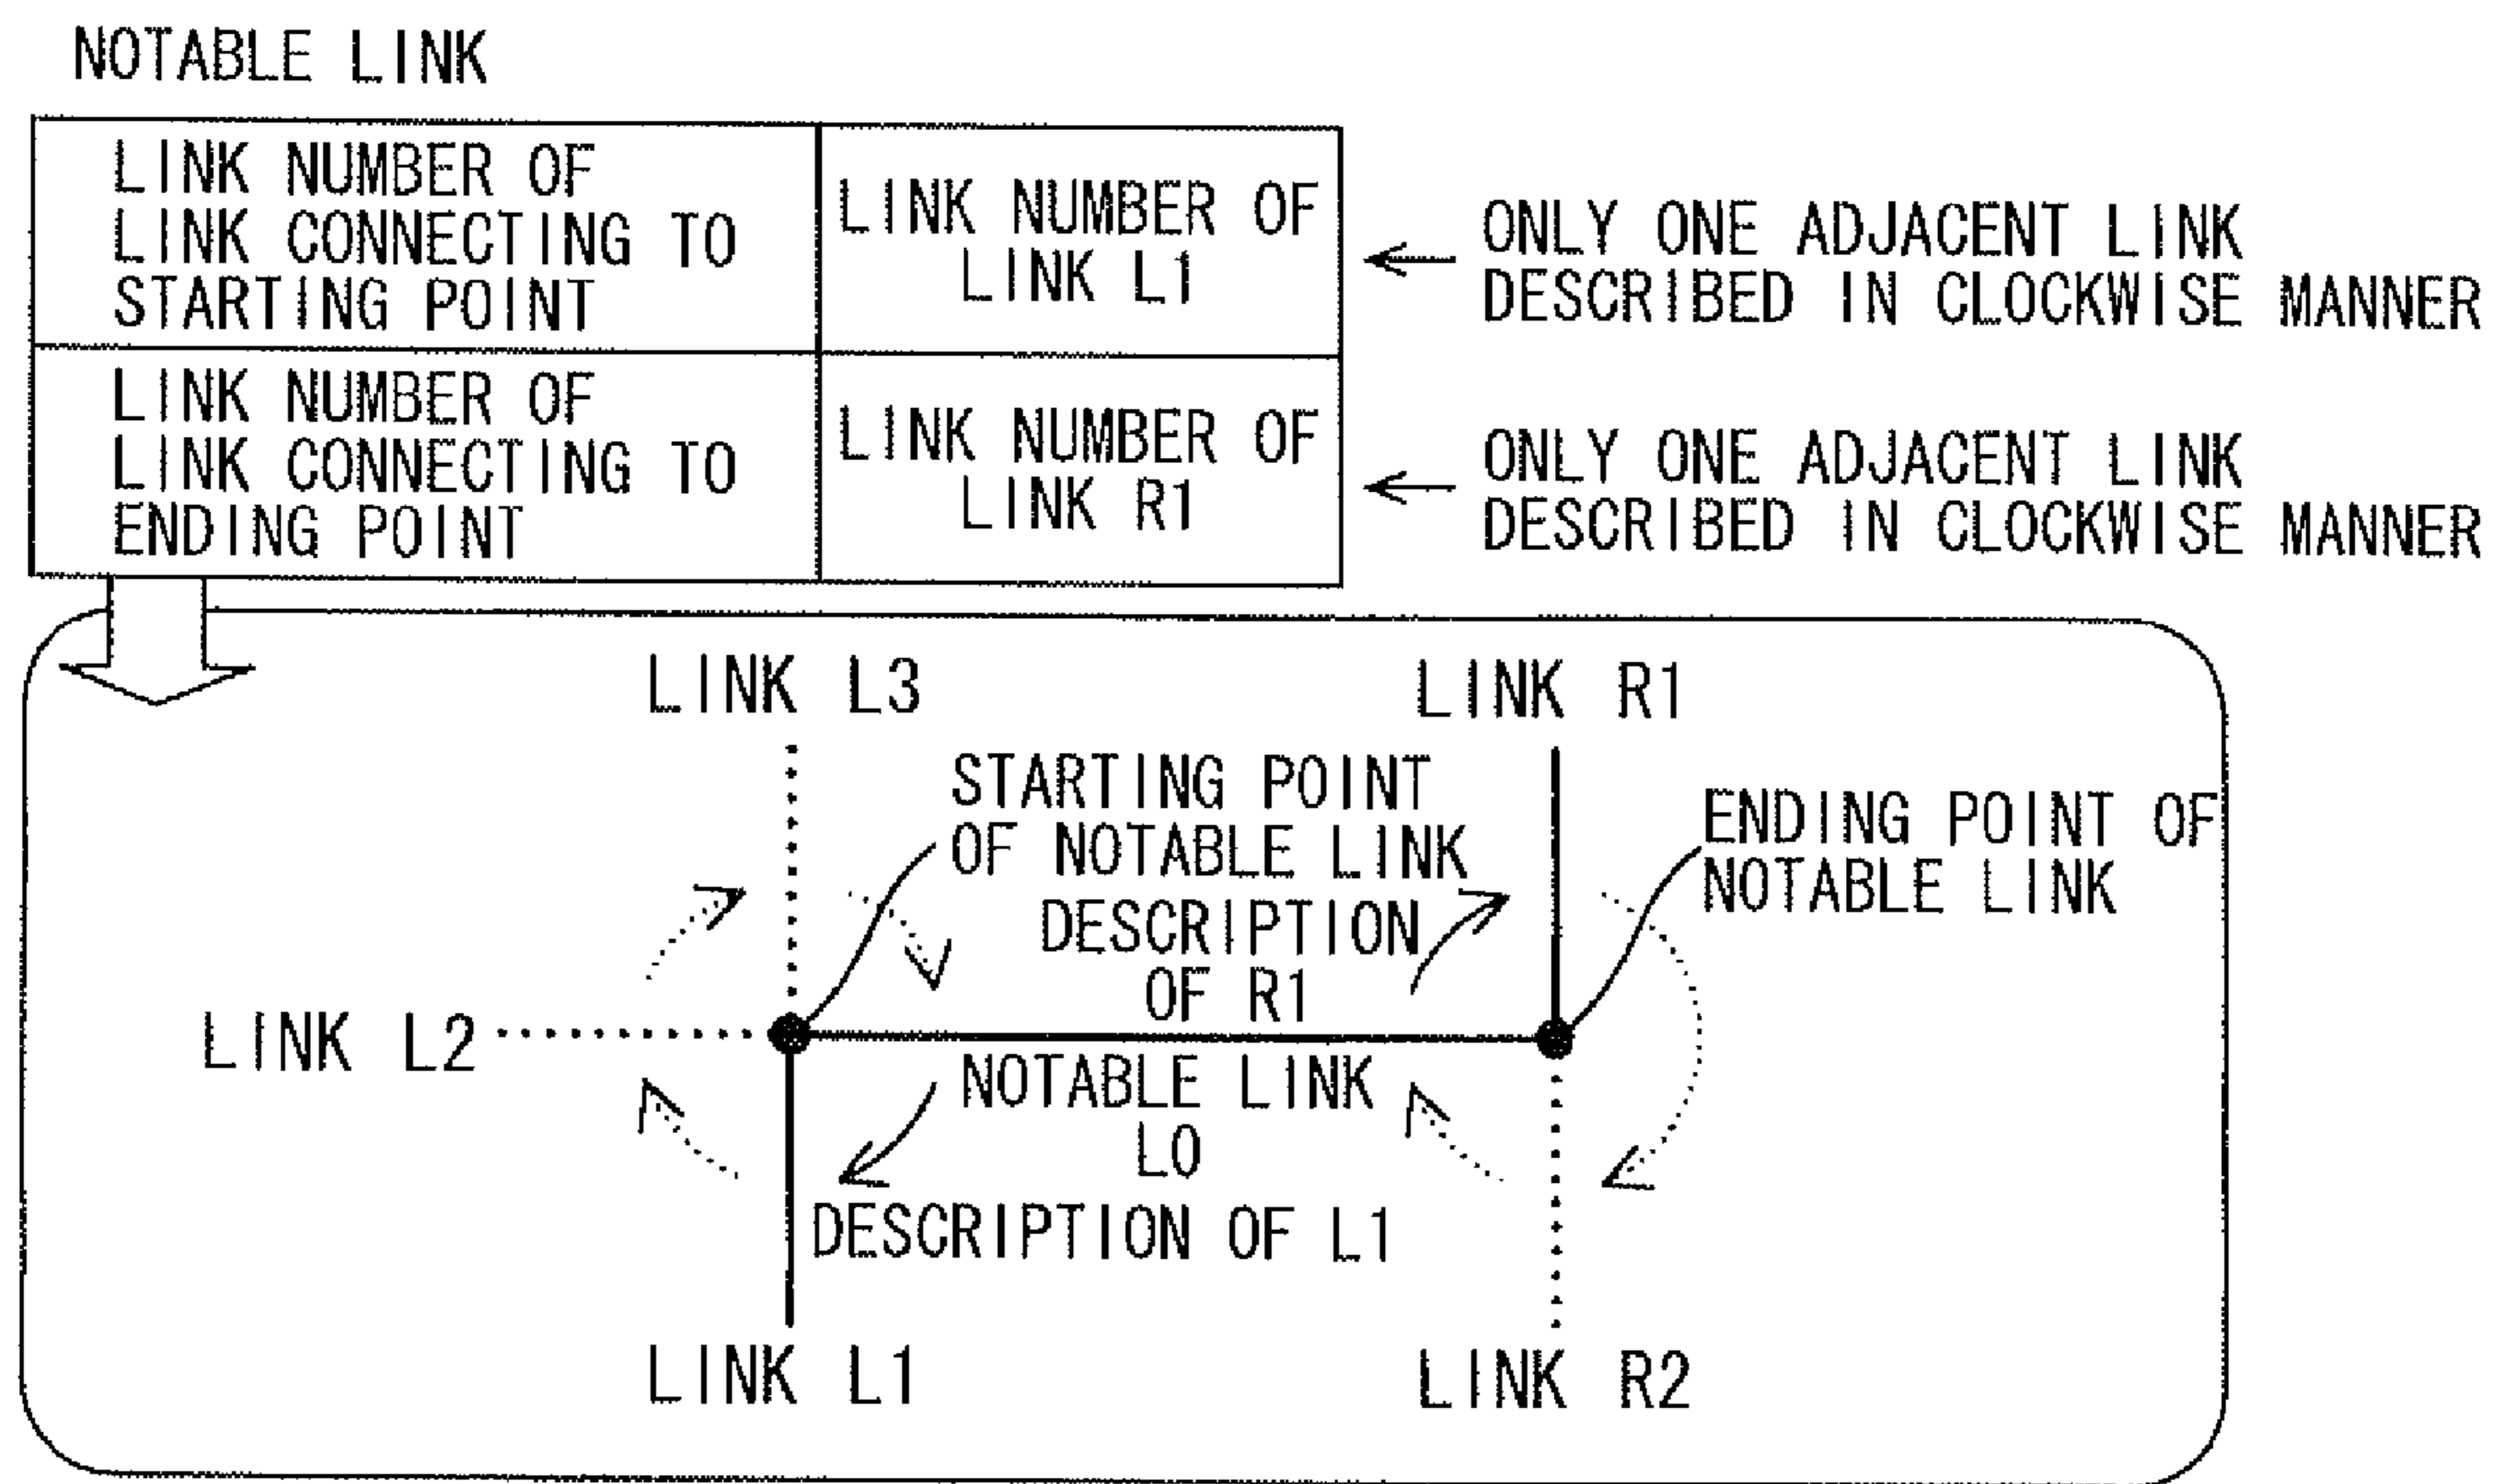 NOTABLE LINK
LINK NUMBER OF
LINK CONNECTING TO
STARTING POINT
LINK NUMBER OF
LINK L1
ONLY ONE ADJACENT LINK
DESCRIBED IN CLOCKWISE MANNER
LINK NUMBER OF
LINK CONNECTING TO
ENDING POINT
LINK NUMBER OF
LINK R1
ONLY ONE ADJACENT LINK
DESCRIBED IN CLOCKWISE MANNER
LINK L3
LINK R1
STARTING POINT
OF NOTABLE LINK
ENDING POINT OF
NOTABLE LINK
DESCRIPTION
OF R1
LINK L2
NOTABLE LINK
L0
DESCRIPTION OF L1
LINK L1
LINK R2